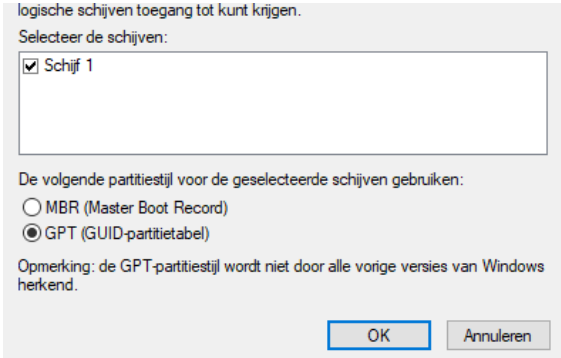 logische schijven toegang tot kunt krijgen.
Selecteer de schijven:
Schijf 1
De volgende partitiestijl voor de geselecteerde schijven gebruiken:
MBR (Master Boot Record)
GPT (GUID-partitietabel)
Opmerking: de GPT-partitiestijl wordt niet door alle vorige versies van Windows
herkend.
OK Annuleren